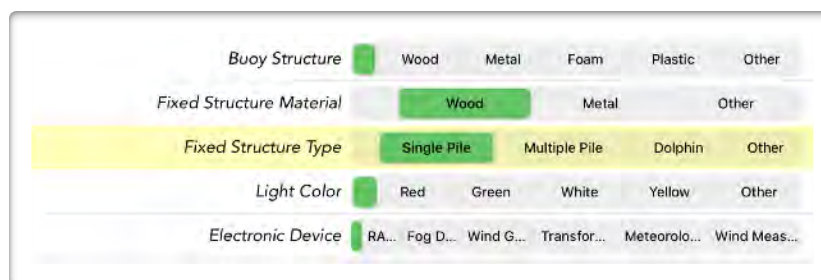 Buoy Structure Wood Metal Foam Plastic Other
Fixed Structure Material Wood Metal Other
Fixed Structure Type Single Pile Multiple Pile Dolphin Other
Light Color Red Green White Yellow Other
Electronic Device RA... Fog D... Wind G... Transfor... Meteorolo... Wind Meas...